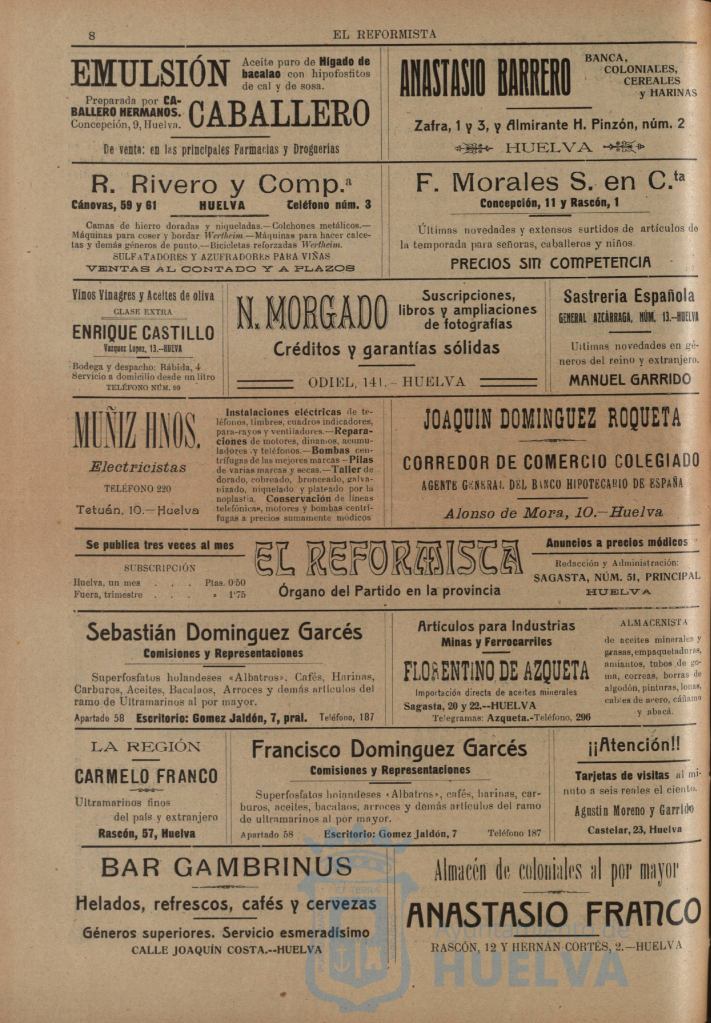 8
EL REFORMISTA
EMULSIÓN
Aceite puro de Hígado de
bacalao con hipofosfitos
de cal y de sosa.
Preparada por CA-
BALLERO HERMANOS.
Concepción, 9, Huelva.
CABALLERO
De venta: en las principales Farmacias y Droguerías
ANASTASIO BARRERO
BANCA,
COLONIALES,
CEREALES
y HARINAS
Zafra, 1 y 3, y Almirante H. Pinzón, núm. 2
HUELVA
R. Rivero y Comp.ª
Cánovas, 59 y 61 HUELVA Celéfono núm. 3
Camas de hierro doradas y niqueladas.—Colchones metálicos.—
Máquinas para coser y bordar Wertheim.—Máquinas para hacer calce-
tas y demás géneros de punto.—Bicicletas reforzadas Wertheim.
SULFATADORES Y AZUFRADORES PARA VIÑAS
VENTAS AL CONTADO Y A PLAZOS
F. Morales S. en C.ta
Concepción, 11 y Rascón, 1
Últimas novedades y extensos surtidos de artículos de
la temporada para señoras, caballeros y niños.
PRECIOS SIN COMPETENCIA
Vinos Vinagres y Aceites de oliva
CLASE EXTRA
ENRIQUE CASTILLO
Vazquez Lopez, 13.-HUEVA
Bodega y despacho: Rábida, 4
Servicio a domicilio desde un litro
TELÉFONO NÚM. 99
N. MORGADO
Suscripciones,
libros y ampliaciones
de fotografías
Créditos y garantías sólidas
ODIEL, 141.-HUELVA
Sastrería Española
GENERAL AZCÁRRAGA, NÚM. 13.-HUELVA
Ultimas novedades en gé-
neros del reino y extranjero.
MANUEL GARRIDO
MUÑIZ HNOS.
Electricistas
TELÉFONO 220
Tetuán, 10.—Huelva
Instalaciones eléctricas de te-
léfonos, timbres, cuadros indicadores,
para-rayos y ventiladores.—Repara-
ciones de motores, dinamos, acumu-
ladores y teléfonos.—Bombas cen-
trífugas de las mejores marcas—Pilas
de varias marcas y secas.—Taller de
dorado, cobreado, bronceado, galva-
nizado, niquelado y plateado por la
noplastia. Conservación de líneas
telefónicas, motores y bombas centrí-
fugas a precios sumamente módicos
JOAQUIN DOMINGUEZ ROQUETA
CORREDOR DE COMERCIO COLEGIADO
AGENTE GENERAL DEL BANCO HIPOTECARIO DE ESPAÑA
Alonso de Mora, 10.—Huelva
Se publica tres veces al mes
SUBSCRIPCIÓN
Huelva, un mes . . . Ptas. 0'50
Fuera, trimestre . . . » 1'75
EL REFORMISTA
Órgano del Partido en la provincia
Anuncios a precios módicos
Redacción y Administración:
SAGASTA, NÚM. 51, PRINCIPAL
HUELVA
Sebastián Dominguez Garcés
Comisiones y Representaciones
Superfosfatos holandeses «Albatros», Cafés, Harinas,
Carburos, Aceites, Bacalaos, Arroces y demás artículos del
ramo de Ultramarinos al por mayor.
Apartado 58 Escritorio: Gomez Jaldón, 7, pral. Teléfono, 187
Artículos para Industrias
Minas y Ferrocarriles
FLORENTINO DE AZQUETA
Importación directa de aceites minerales
Sagasta, 20 y 22.--HUELVA
Telegramas: Azqueta.-Teléfono, 296
ALMACENISTA
de aceites minerales y
grasas, empaquetaduras,
amiantos, tubos de go-
ma, correas, borras de
algodón, pinturas, lonas,
cables de acero, cáñamo
y abacá.
LA REGIÓN
CARMELO FRANCO
Ultramarinos finos
del país y extranjero
Rascón, 57, Huelva
Francisco Dominguez Garcés
Comisiones y Representaciones
Superfosfatos holandeses «Albatros», cafés, harinas, car-
buros, aceites, bacalaos, arroces y demás artículos del ramo
de ultramarinos al por mayor.
Apartado 58 Escritorio: Gomez Jaldón, 7 Teléfono 187
¡¡Atención!!
Tarjetas de visitas al mi-
nuto a seis reales el ciento.
Agustín Moreno y Garrido
Castelar, 23, Huelva
BAR GAMBRINUS
Helados, refrescos, cafés y cervezas
Géneros superiores. Servicio esmeradísimo
CALLE JOAQUÍN COSTA.--HUELVA
Almacén de coloniales al por mayor
ANASTASIO FRANCO
RASCÓN, 12 Y HERNÁN CORTÉS, 2.—HUELVA
Ayuntamiento de
HUELVA